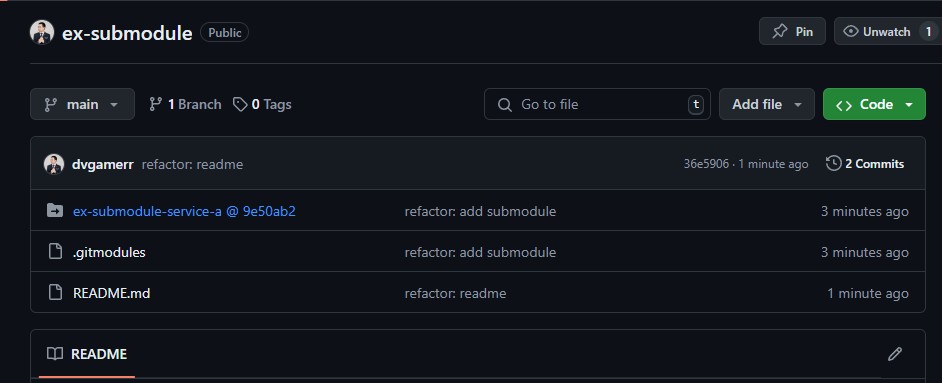 ex-submodule Public Pin Unwatch 1
main 1 Branch 0 Tags Go to file t Add file Code
dvgamerr refactor: readme 36e5906 · 1 minute ago 2 Commits
ex-submodule-service-a @ 9e50ab2 refactor: add submodule 3 minutes ago
.gitmodules refactor: add submodule 3 minutes ago
README.md refactor: readme 1 minute ago
README